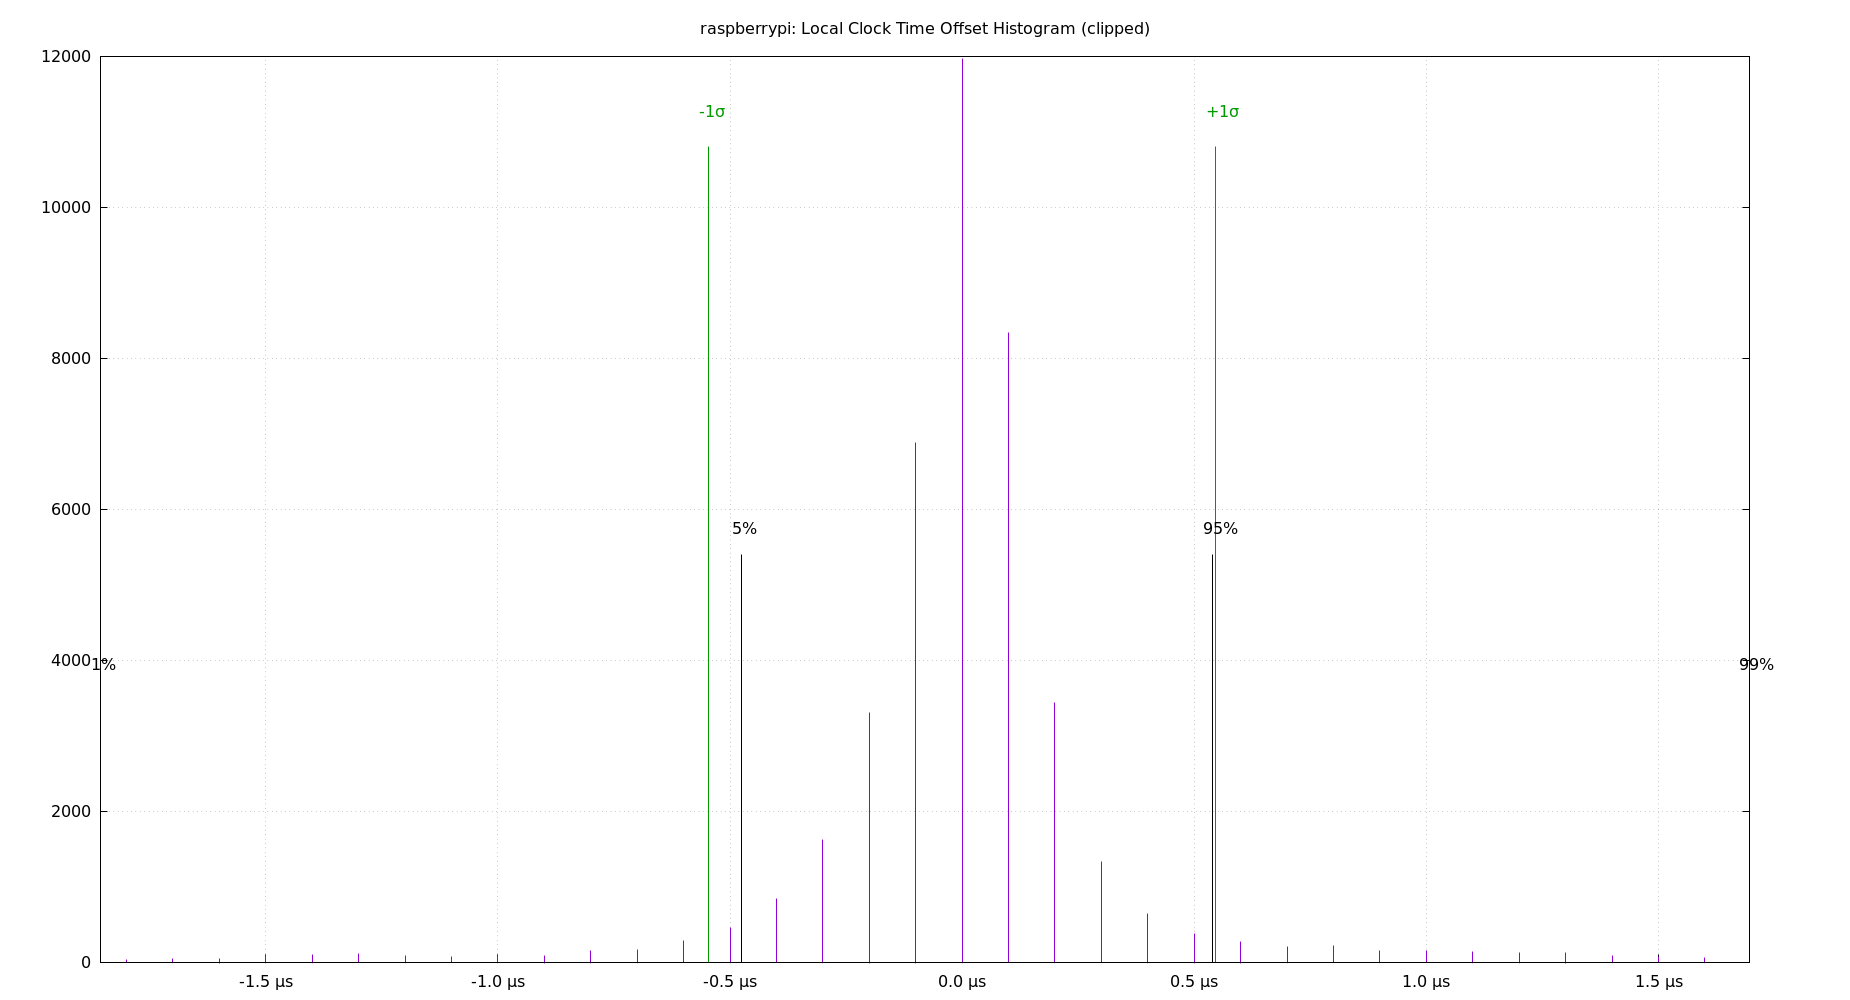 raspberrypi: Local Clock Time Offset Histogram (clipped)
12000
-1σ +1σ
10000
8000
6000
5% 95%
4000 1% 99%
2000
0
-1.5 µs -1.0 µs -0.5 µs 0.0 µs 0.5 µs 1.0 µs 1.5 µs